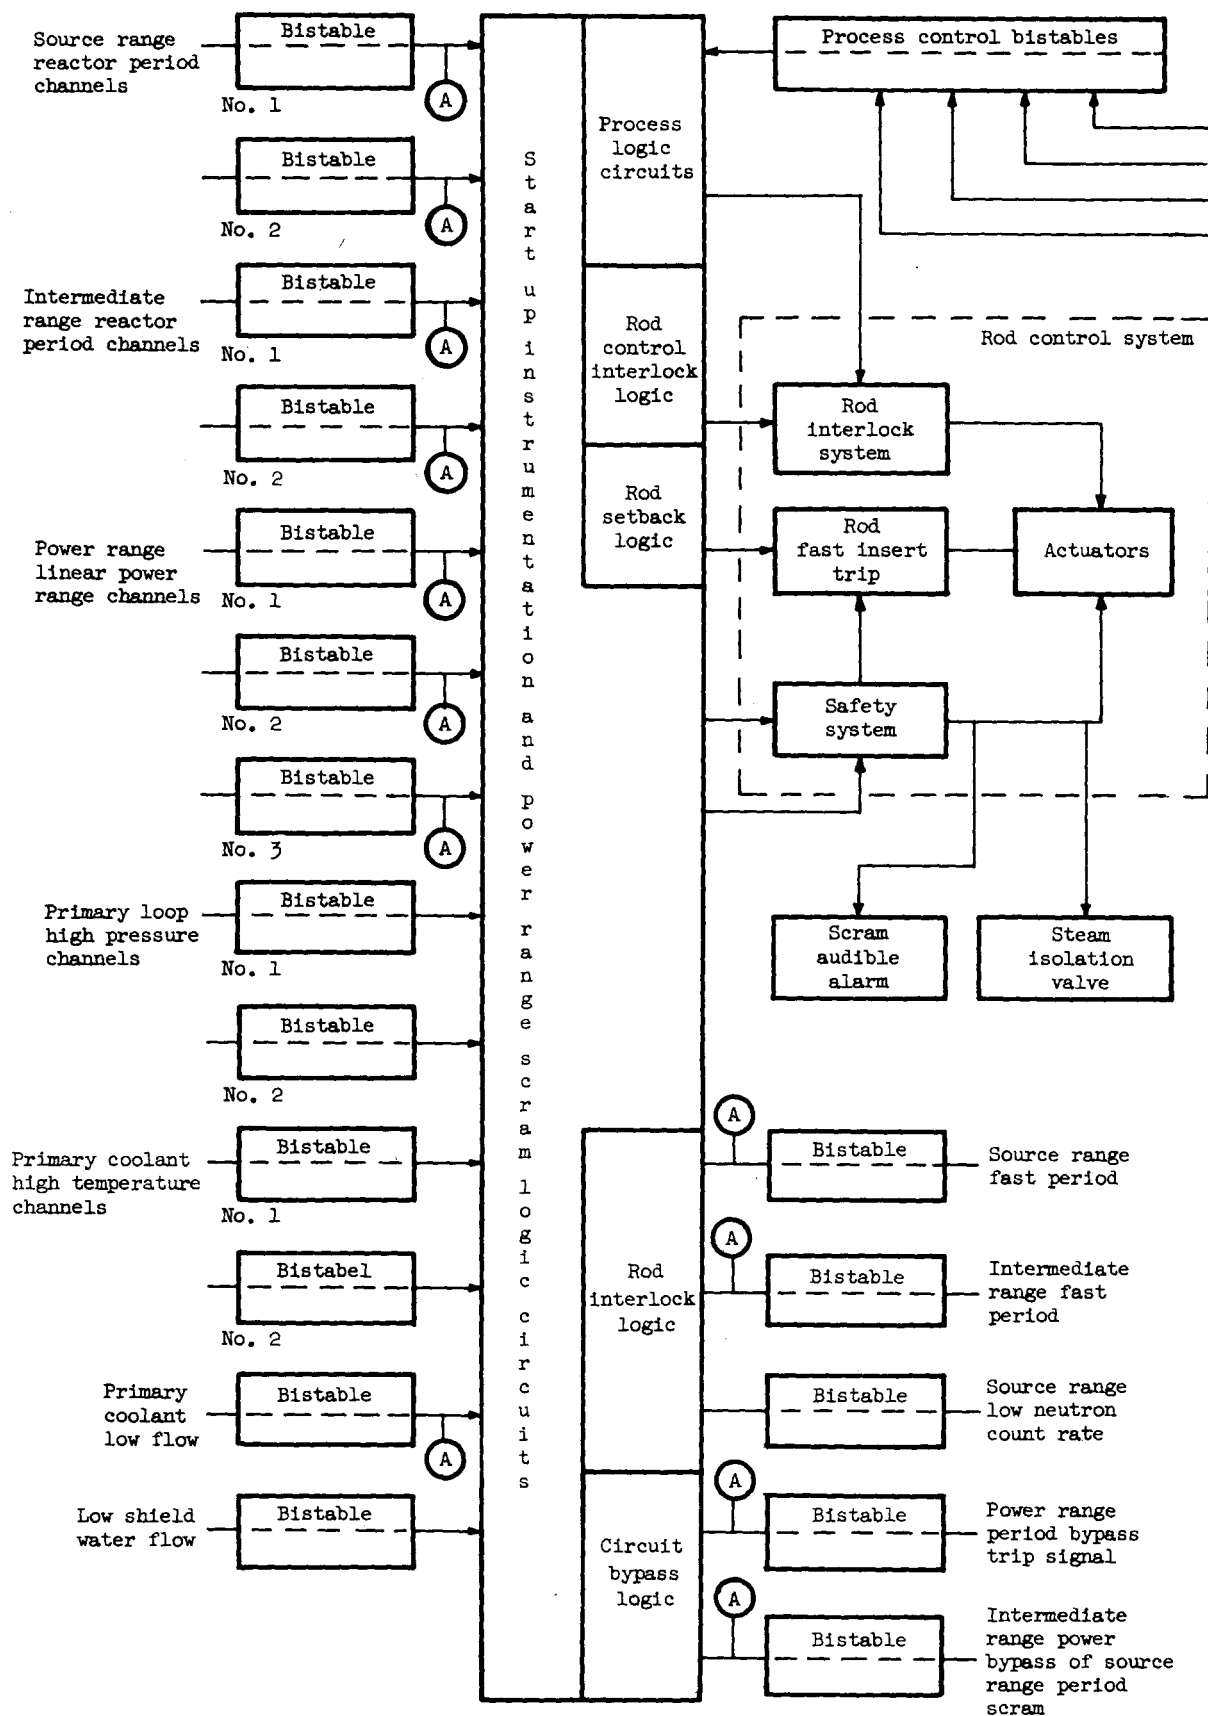 Source range
reactor period
channels
Bistable
No. 1
A
Bistable
No. 2
A
Intermediate
range reactor
period channels
Bistable
No. 1
A
Bistable
No. 2
A
Power range
linear power
range channels
Bistable
No. 1
A
Bistable
No. 2
A
Bistable
No. 3
A
Primary loop
high pressure
channels
Bistable
No. 1
Bistable
No. 2
Primary coolant
high temperature
channels
Bistable
No. 1
Bistabel
No. 2
Primary
coolant
low flow
Bistable
A
Low shield
water flow
Bistable
Start up instrumentation and power range scram logic circuits
Process
logic
circuits
Rod
control
interlock
logic
Rod
setback
logic
Rod
interlock
logic
Circuit
bypass
logic
Process control bistables
Rod control system
Rod
interlock
system
Rod
fast insert
trip
Actuators
Safety
system
Scram
audible
alarm
Steam
isolation
valve
A
Bistable
Source range
fast period
A
Bistable
Intermediate
range fast
period
Bistable
Source range
low neutron
count rate
A
Bistable
Power range
period bypass
trip signal
A
Bistable
Intermediate
range power
bypass of source
range period
scram